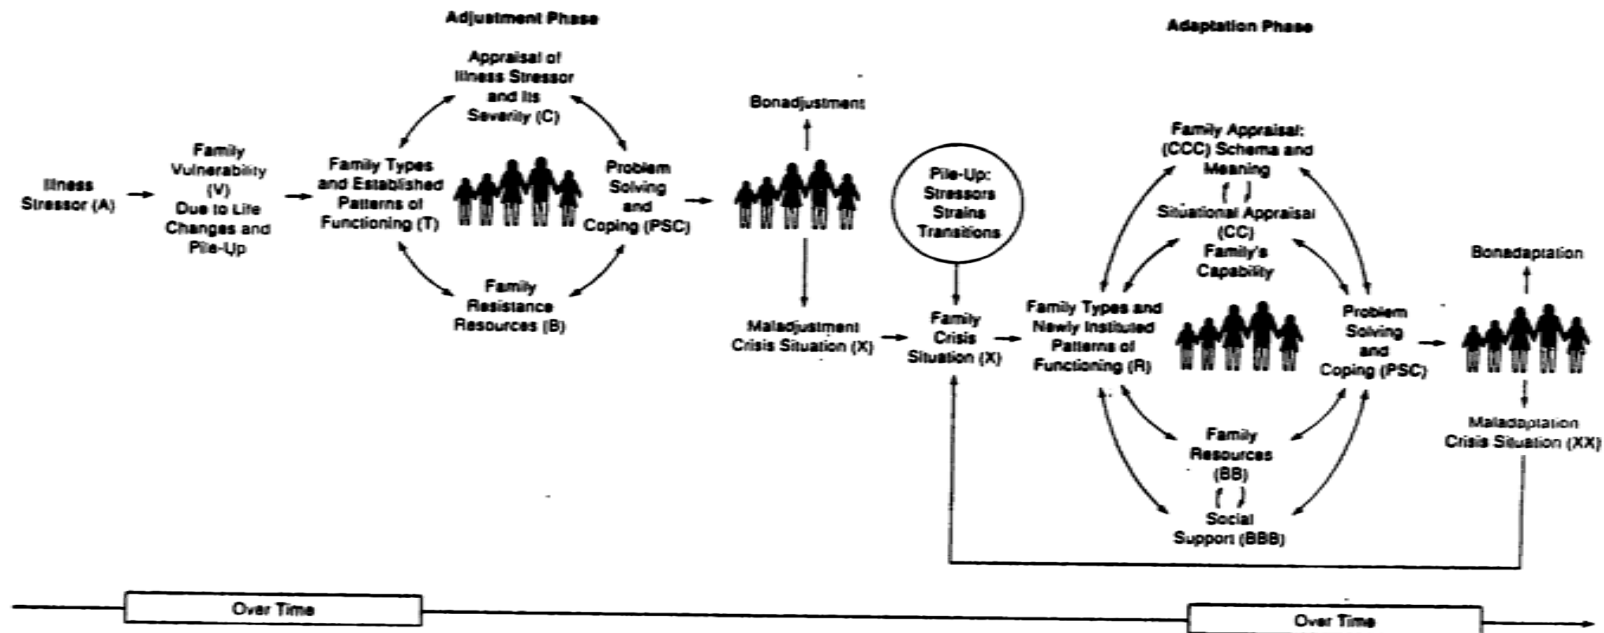 Adjustment Phase
Adaptation Phase
Appraisal of
Illness Stressor
and Its
Severity (C)
Illness
Stressor (A)
Family
Vulnerability
(V)
Due to Life
Changes and
Pile-Up
Family Types
and Established
Patterns of
Functioning (T)
Problem
Solving
and
Coping (PSC)
Family
Resistance
Resources (B)
Bonadjustment
Maladjustment
Crisis Situation (X)
Pile-Up:
Stressors
Strains
Transitions
Family
Crisis
Situation (X)
Family Types and
Newly Instituted
Patterns of
Functioning (R)
Family Appraisal:
(CCC) Schema and
Meaning
Situational Appraisal
(CC)
Family's
Capability
Problem
Solving
and
Coping (PSC)
Family
Resources
(BB)
Social
Support (BBB)
Bonadaptation
Maladaptation
Crisis Situation (XX)
Over Time
Over Time